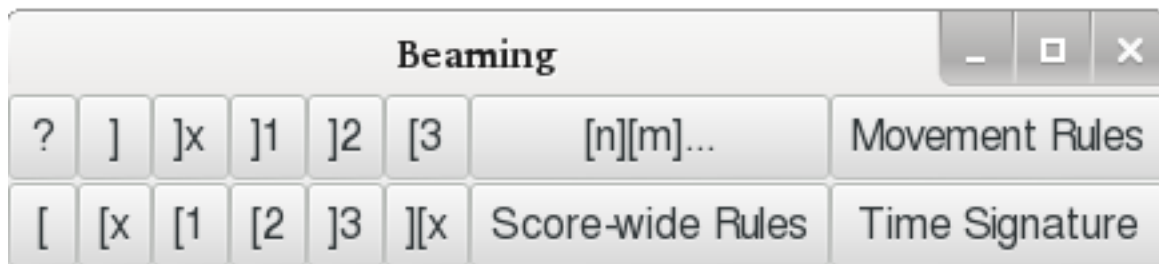 Beaming
? ] ]x ]1 ]2 [3 [n][m]... Movement Rules
[ [x [1 [2 ]3 ][x Score-wide Rules Time Signature